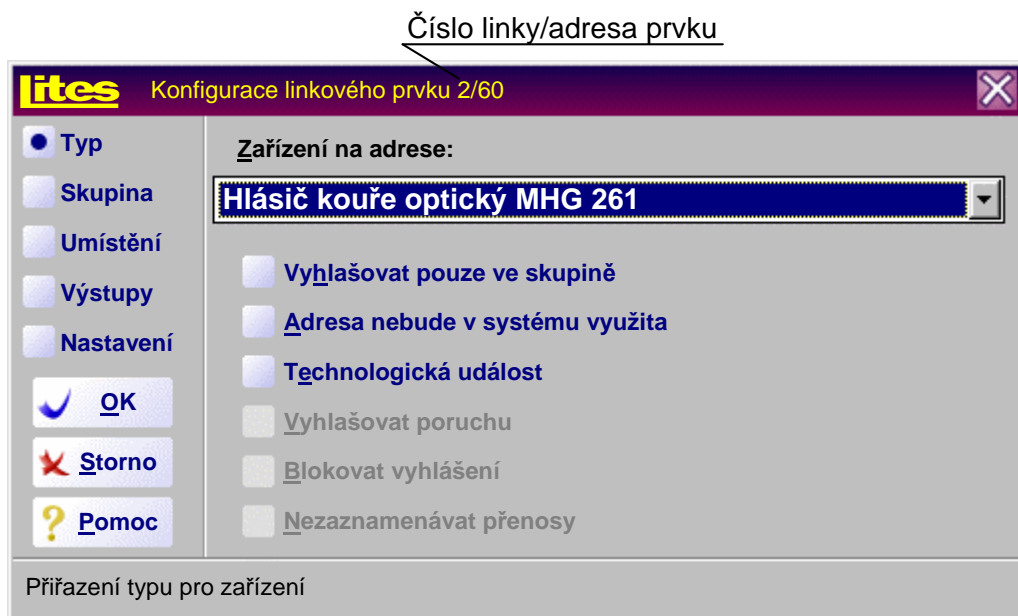 Číslo linky/adresa prvku
lites Konfigurace linkového prvku 2/60
Typ
Skupina
Umístění
Výstupy
Nastavení
OK
Storno
Pomoc
Zařízení na adrese:
Hlásič kouře optický MHG 261
Vyhlašovat pouze ve skupině
Adresa nebude v systému využita
Technologická událost
Vyhlašovat poruchu
Blokovat vyhlášení
Nezaznamenávat přenosy
Přiřazení typu pro zařízení